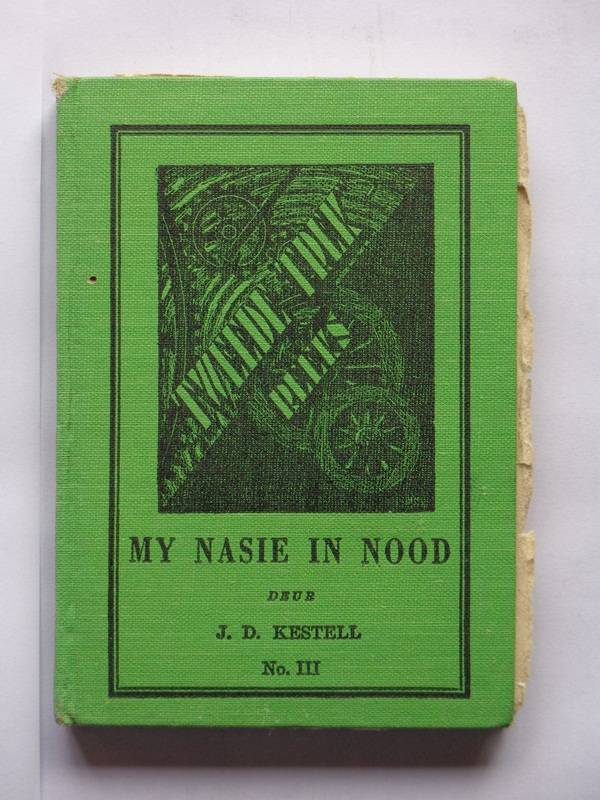 TWEEDE TREK
REEKS
MY NASIE IN NOOD
DEUR
J. D. KESTELL
No. III